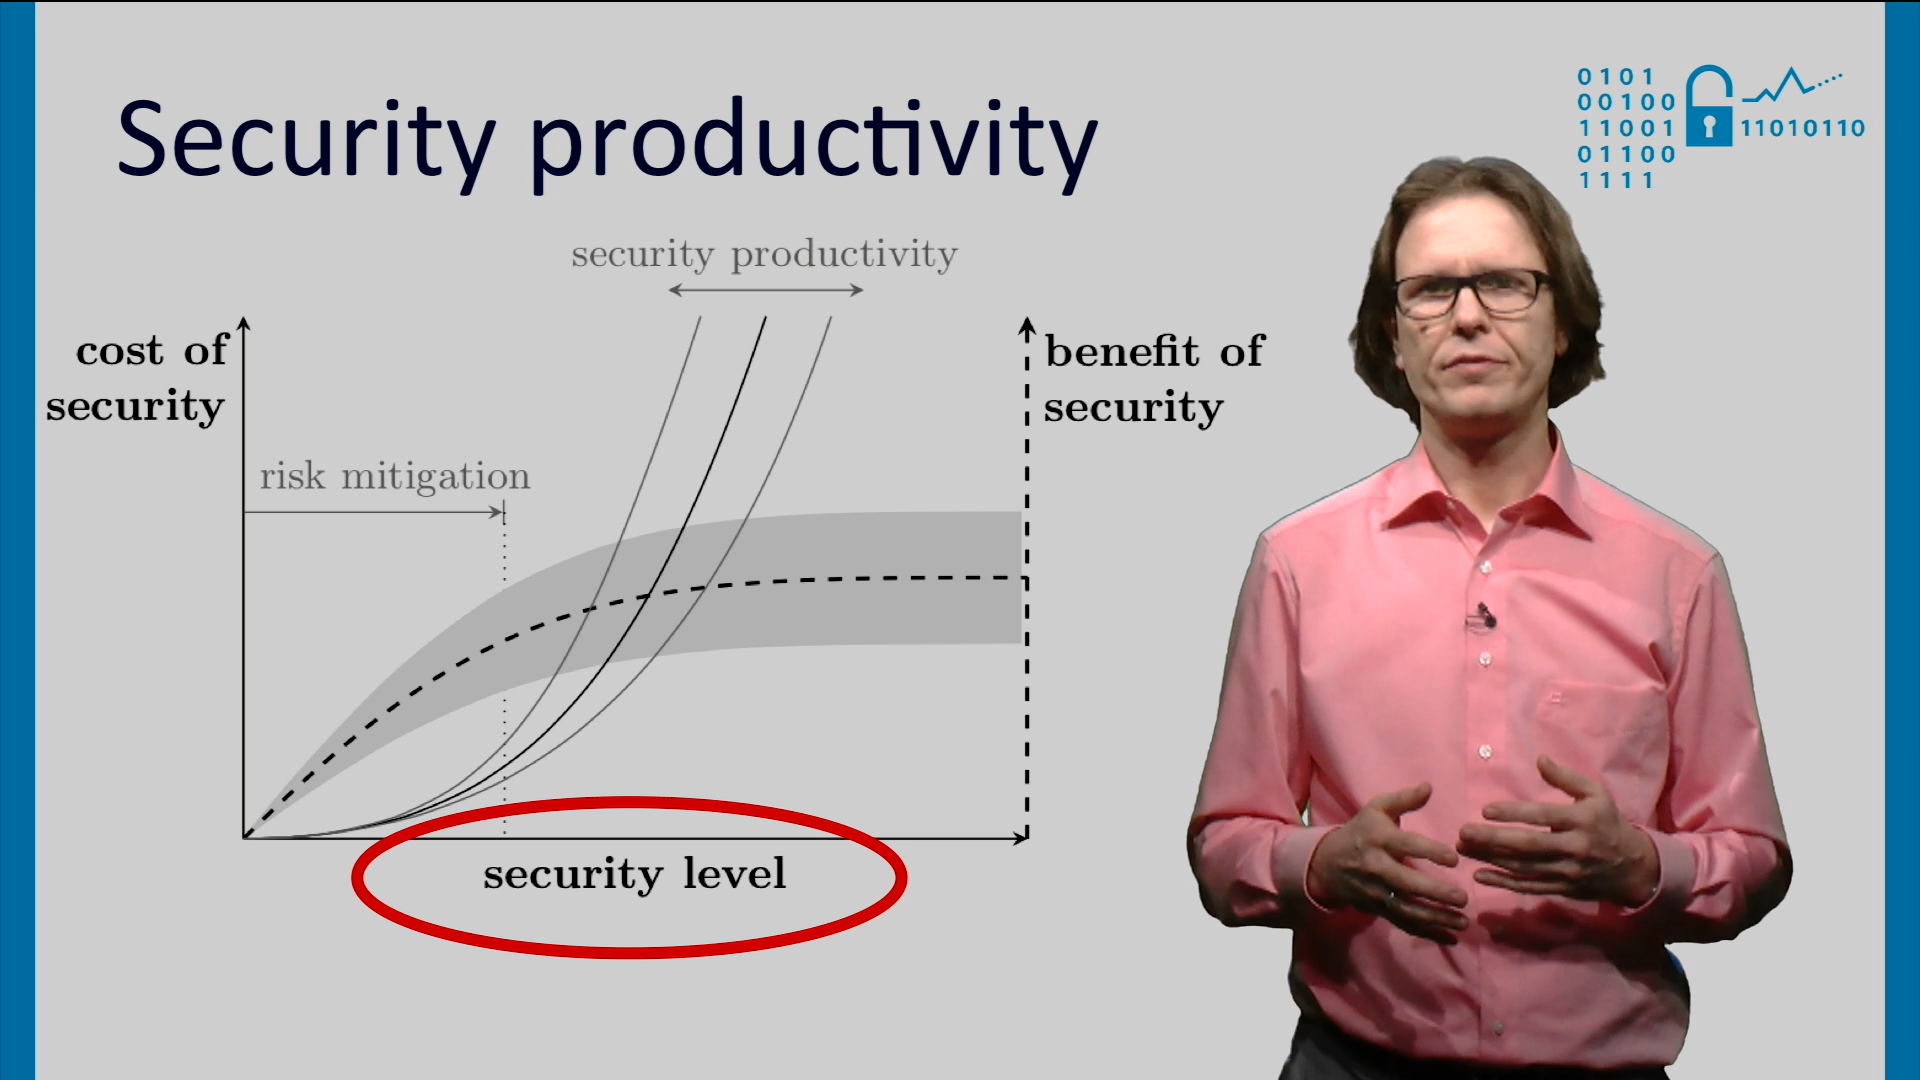 Security productivity
0101
00100
11001
01100
1111
11010110
security productivity
cost of
security
benefit of
security
risk mitigation
security level